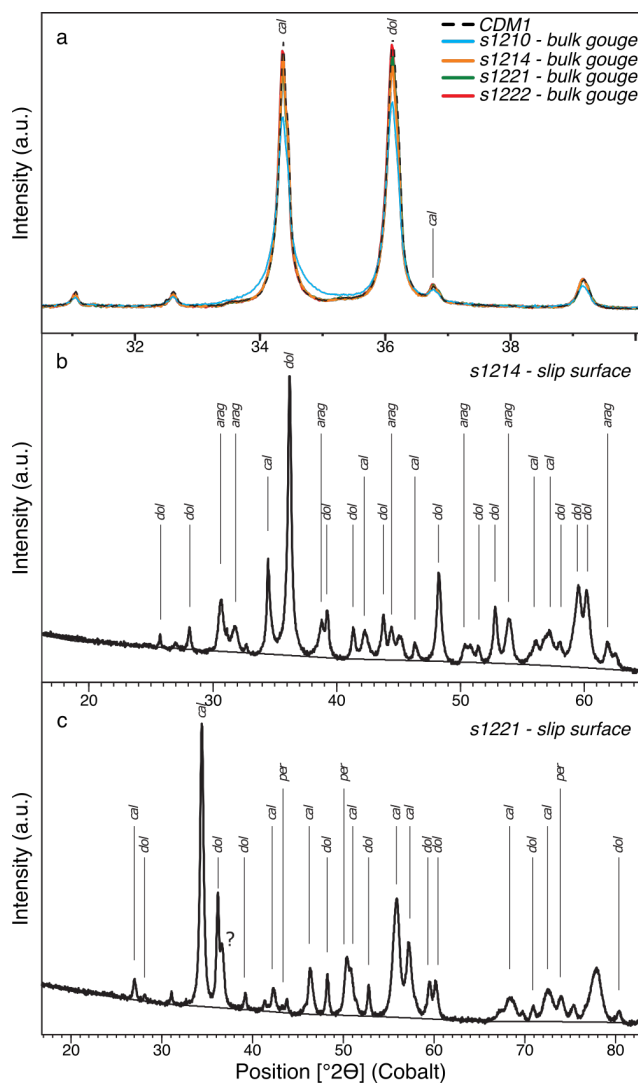 a
cal
dol
cal
CDM1
s1210 - bulk gouge
s1214 - bulk gouge
s1221 - bulk gouge
s1222 - bulk gouge
Intensity (a.u.)
32 34 36 38
b
s1214 - slip surface
dol dol arag arag cal dol arag dol dol cal dol arag cal dol arag dol dol arag cal cal dol dol dol arag
Intensity (a.u.)
20 30 40 50 60
c
s1221 - slip surface
cal dol cal dol ? dol cal per cal dol per cal dol cal cal dol dol cal dol cal per dol
Intensity (a.u.)
20 30 40 50 60 70 80
Position [°2Θ] (Cobalt)